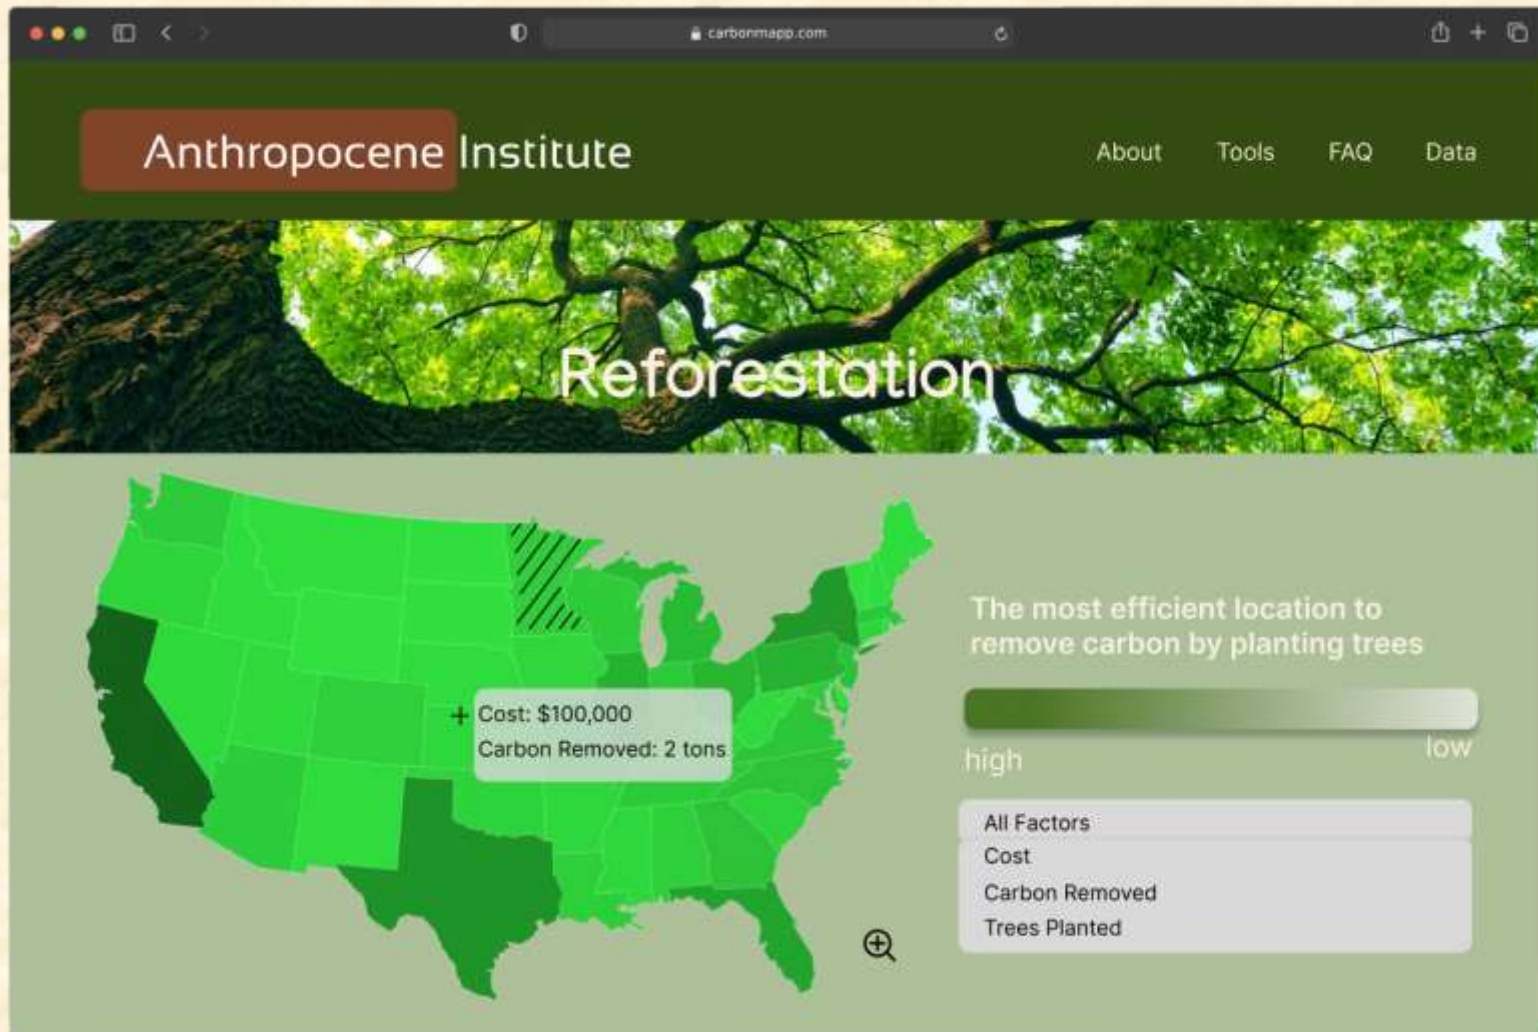 carbonmapp.com
Anthropocene Institute
About Tools FAQ Data
Reforestation
The most efficient location to
remove carbon by planting trees
high
low
Cost: $100,000
Carbon Removed: 2 tons
All Factors
Cost
Carbon Removed
Trees Planted